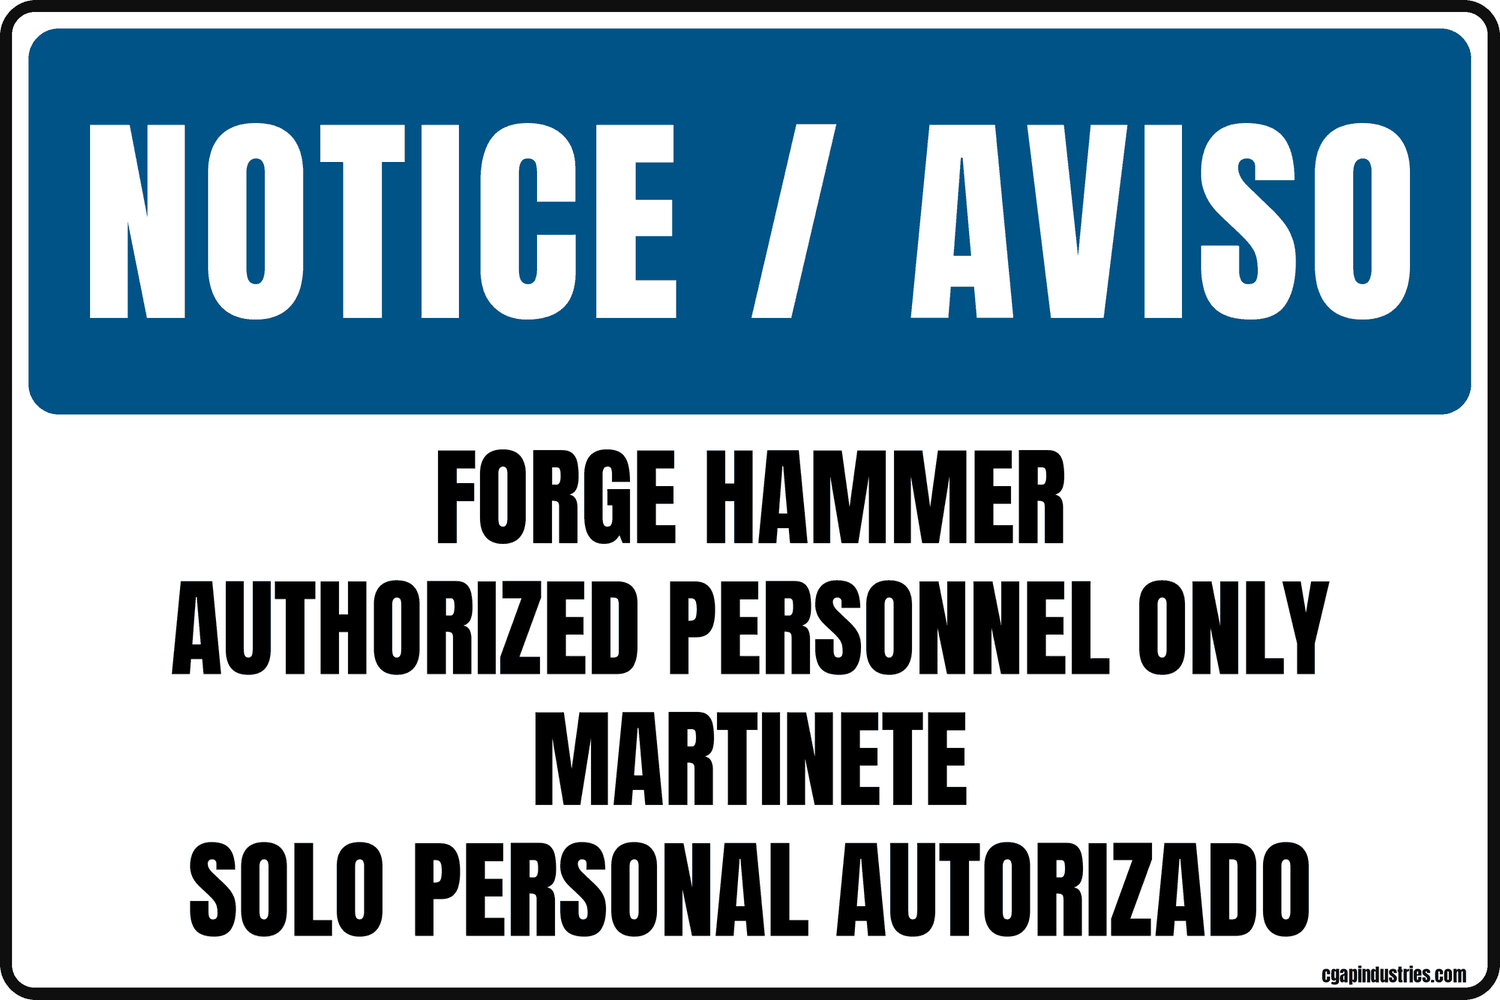 NOTICE / AVISO
FORGE HAMMER
AUTHORIZED PERSONNEL ONLY
MARTINETE
SOLO PERSONAL AUTORIZADO
cgapindustries.com